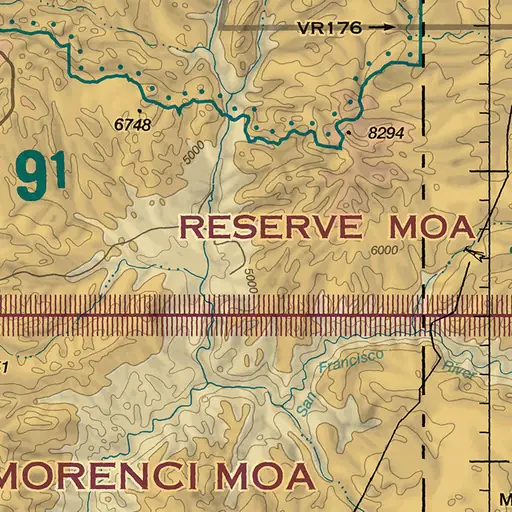 VR176
6748
8294
5000
9¹
RESERVE MOA
6000
5000
San Francisco River
MORENCI MOA